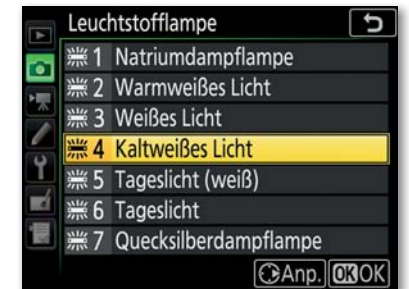 Leuchtstofflampe
1 Natriumdampflampe
2 Warmweißes Licht
3 Weißes Licht
4 Kaltweißes Licht
5 Tageslicht (weiß)
6 Tageslicht
7 Quecksilberdampflampe
Anp. OK OK